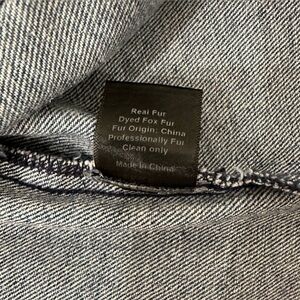 Real Fur
Dyed Fox Fur
Fur Origin: China
Professionally Fur
Clean only
Made in China